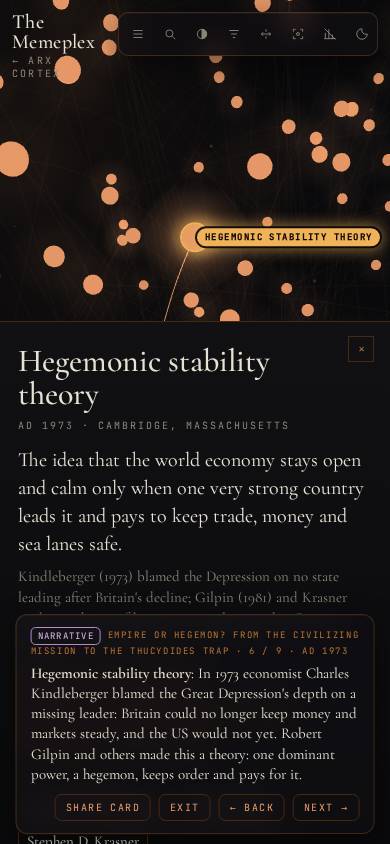 The
Memeplex
← ARX
CORTEX
HEGEMONIC STABILITY THEORY
×
Hegemonic stability
theory
AD 1973 · CAMBRIDGE, MASSACHUSETTS
The idea that the world economy stays open
and calm only when one very strong country
leads it and pays to keep trade, money and
sea lanes safe.
Kindleberger (1973) blamed the Depression on no state
leading after Britain's decline; Gilpin (1981) and Krasner
NARRATIVE EMPIRE OR HEGEMON? FROM THE CIVILIZING
MISSION TO THE THUCYDIDES TRAP · 6 / 9 · AD 1973
Hegemonic stability theory: In 1973 economist Charles
Kindleberger blamed the Great Depression's depth on a
missing leader: Britain could no longer keep money and
markets steady, and the US would not yet. Robert
Gilpin and others made this a theory: one dominant
power, a hegemon, keeps order and pays for it.
SHARE CARD EXIT ← BACK NEXT →
Stephen D. Krasner